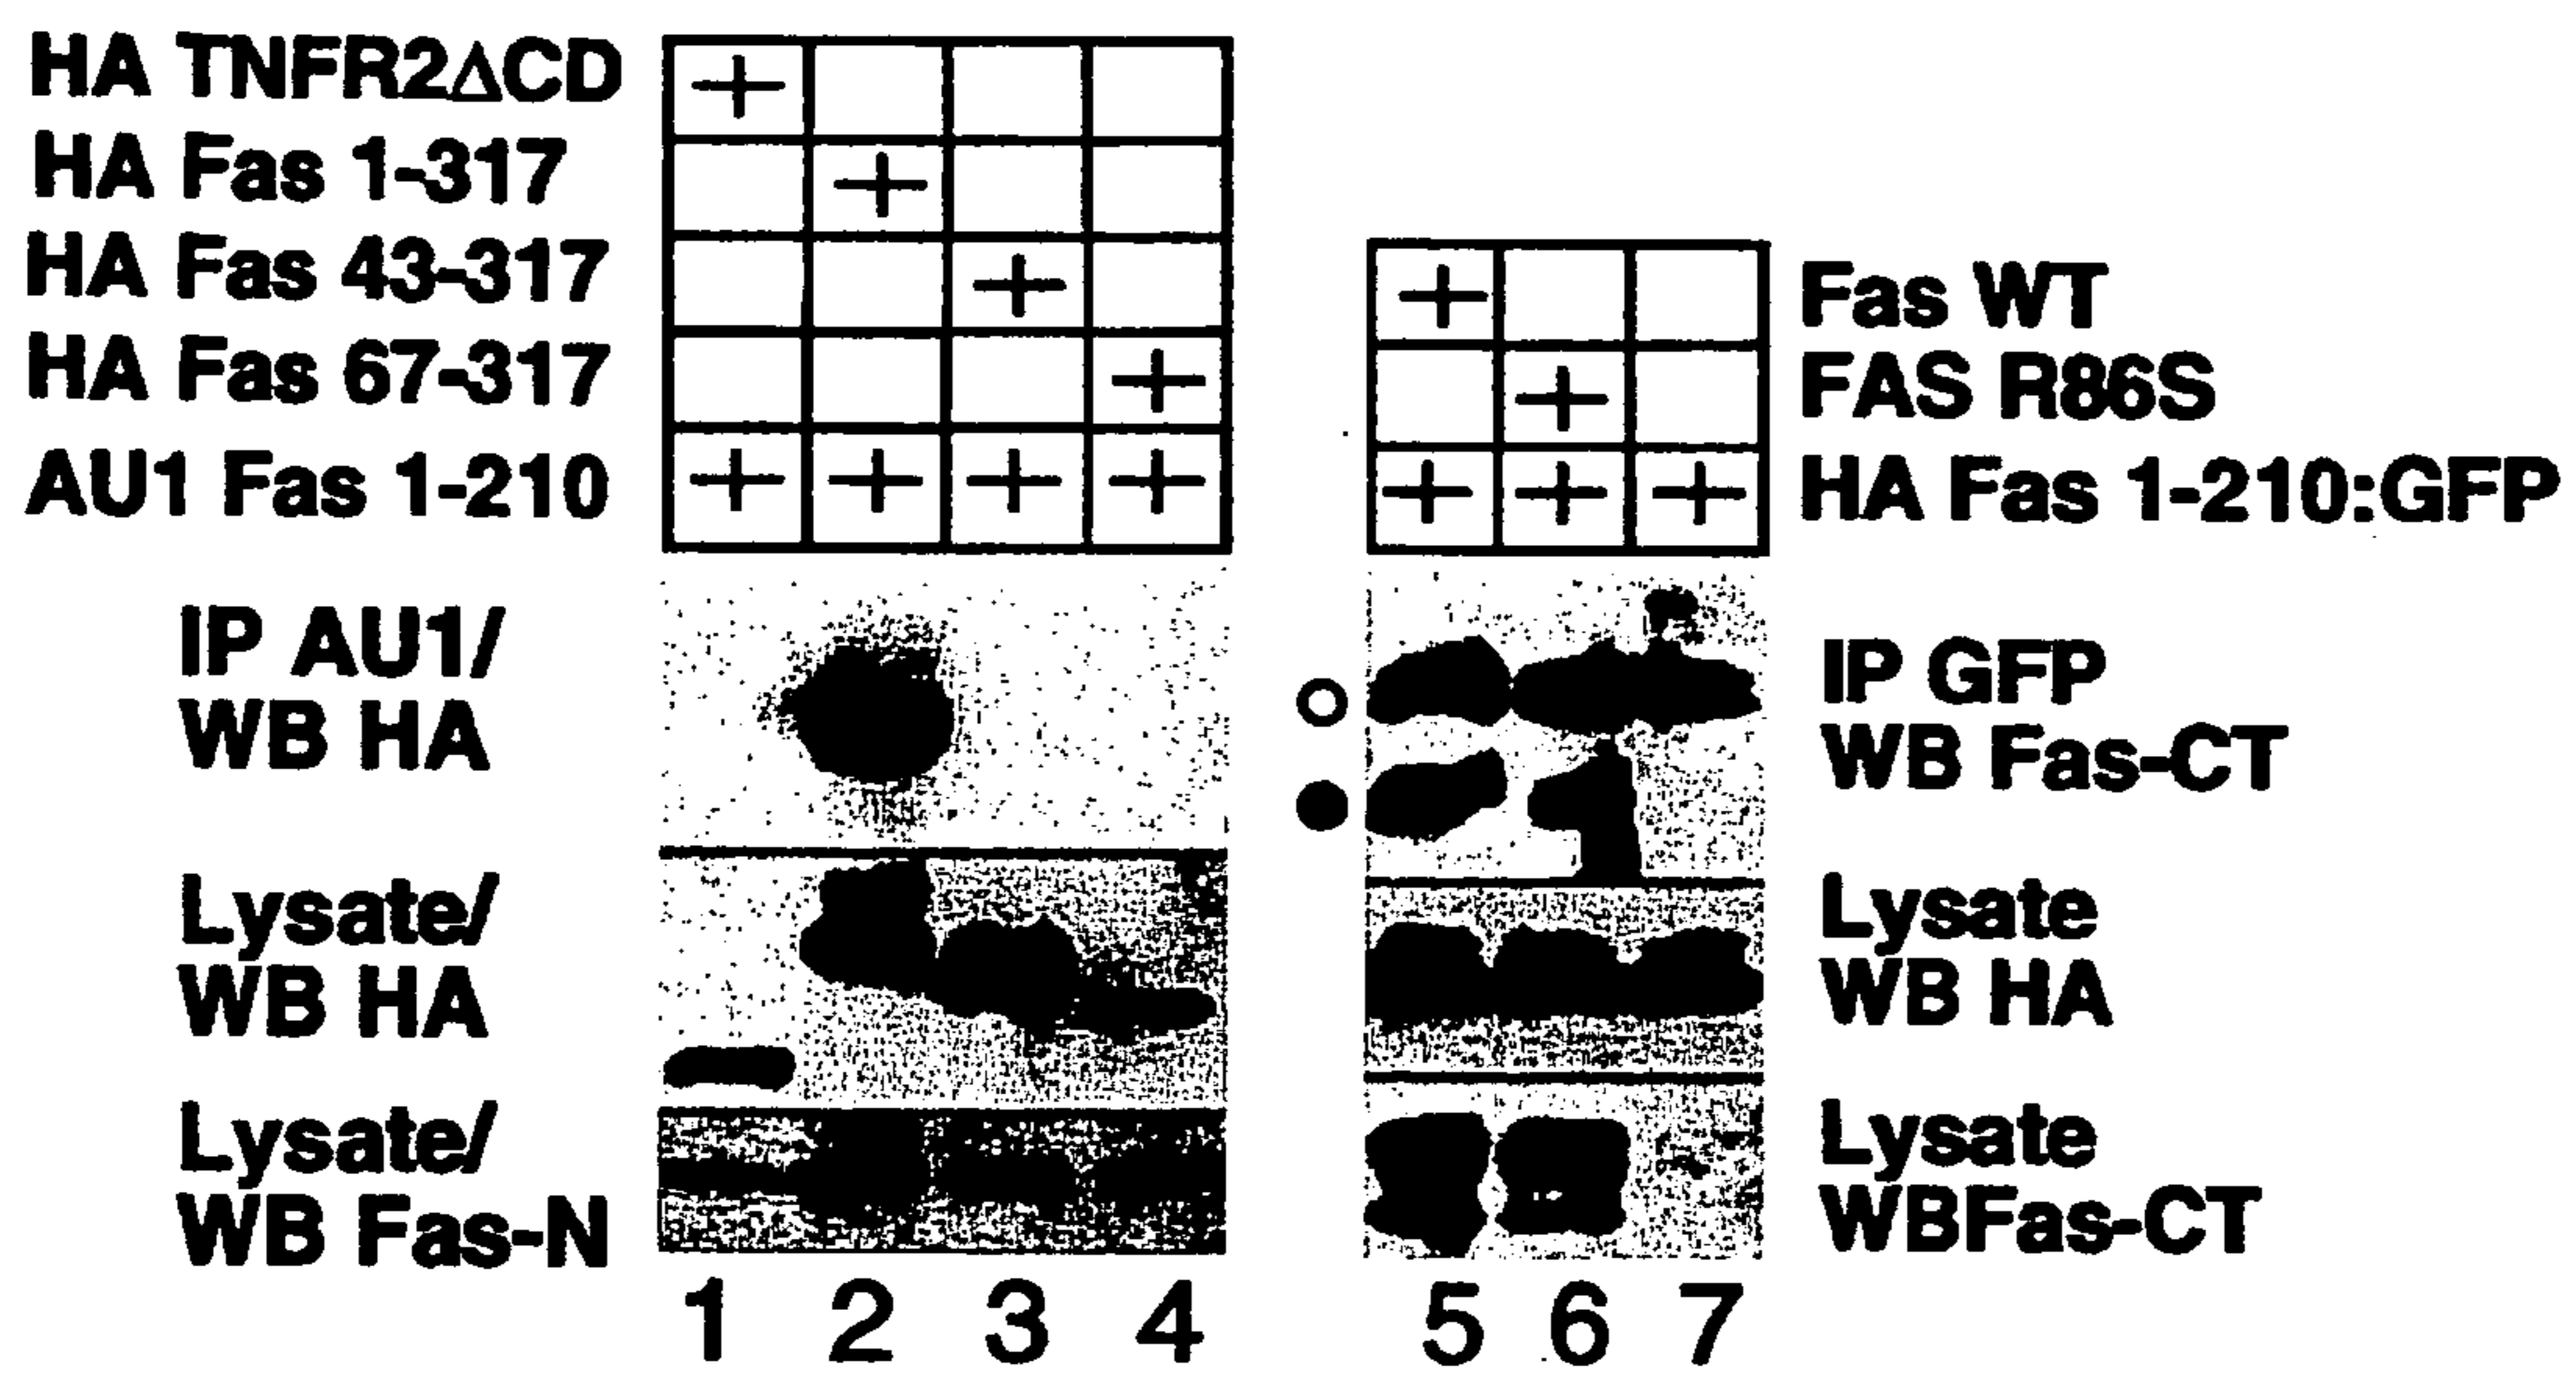 HA TNFR2ΔCD
HA Fas 1-317
HA Fas 43-317
HA Fas 67-317
AU1 Fas 1-210
+
+
+
+
+ + + +
+
+
+ + +
Fas WT
FAS R86S
HA Fas 1-210:GFP
IP AU1/
WB HA
Lysate/
WB HA
Lysate/
WB Fas-N
IP GFP
WB Fas-CT
Lysate
WB HA
Lysate
WBFas-CT
1 2 3 4 5 6 7